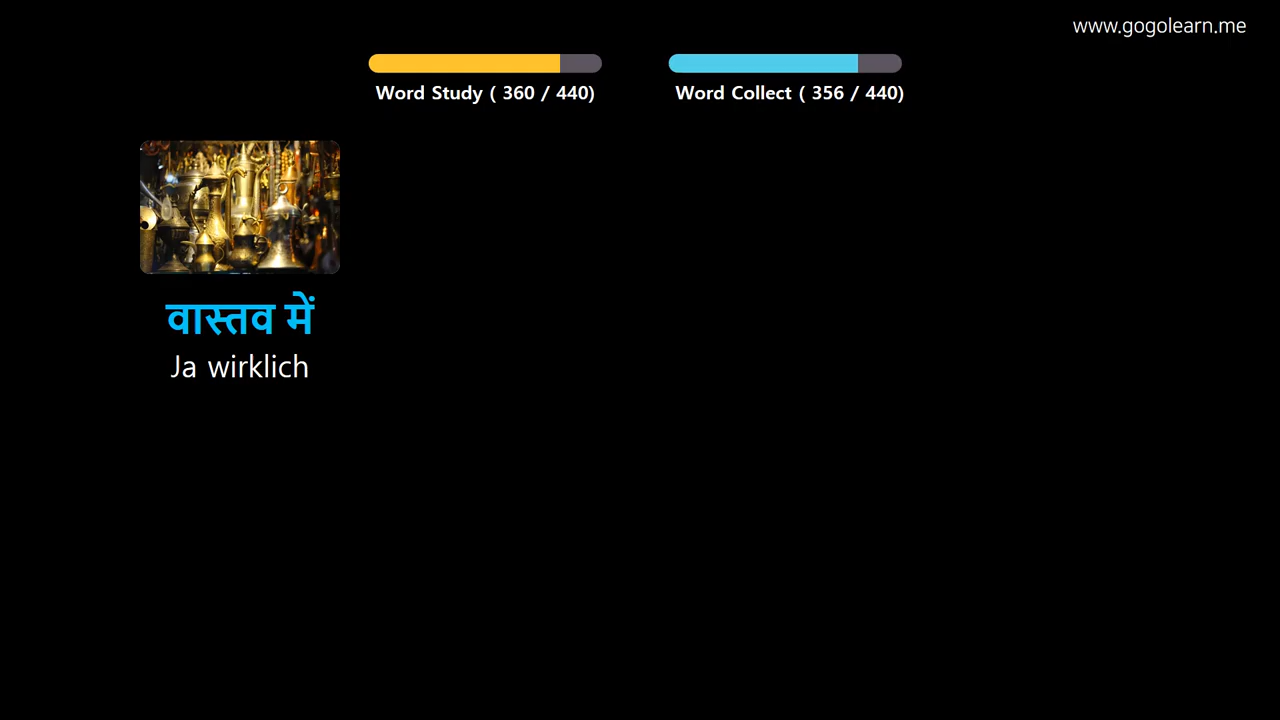 www.gogolearn.me
Word Study ( 360 / 440)
Word Collect ( 356 / 440)
वास्तव में
Ja wirklich